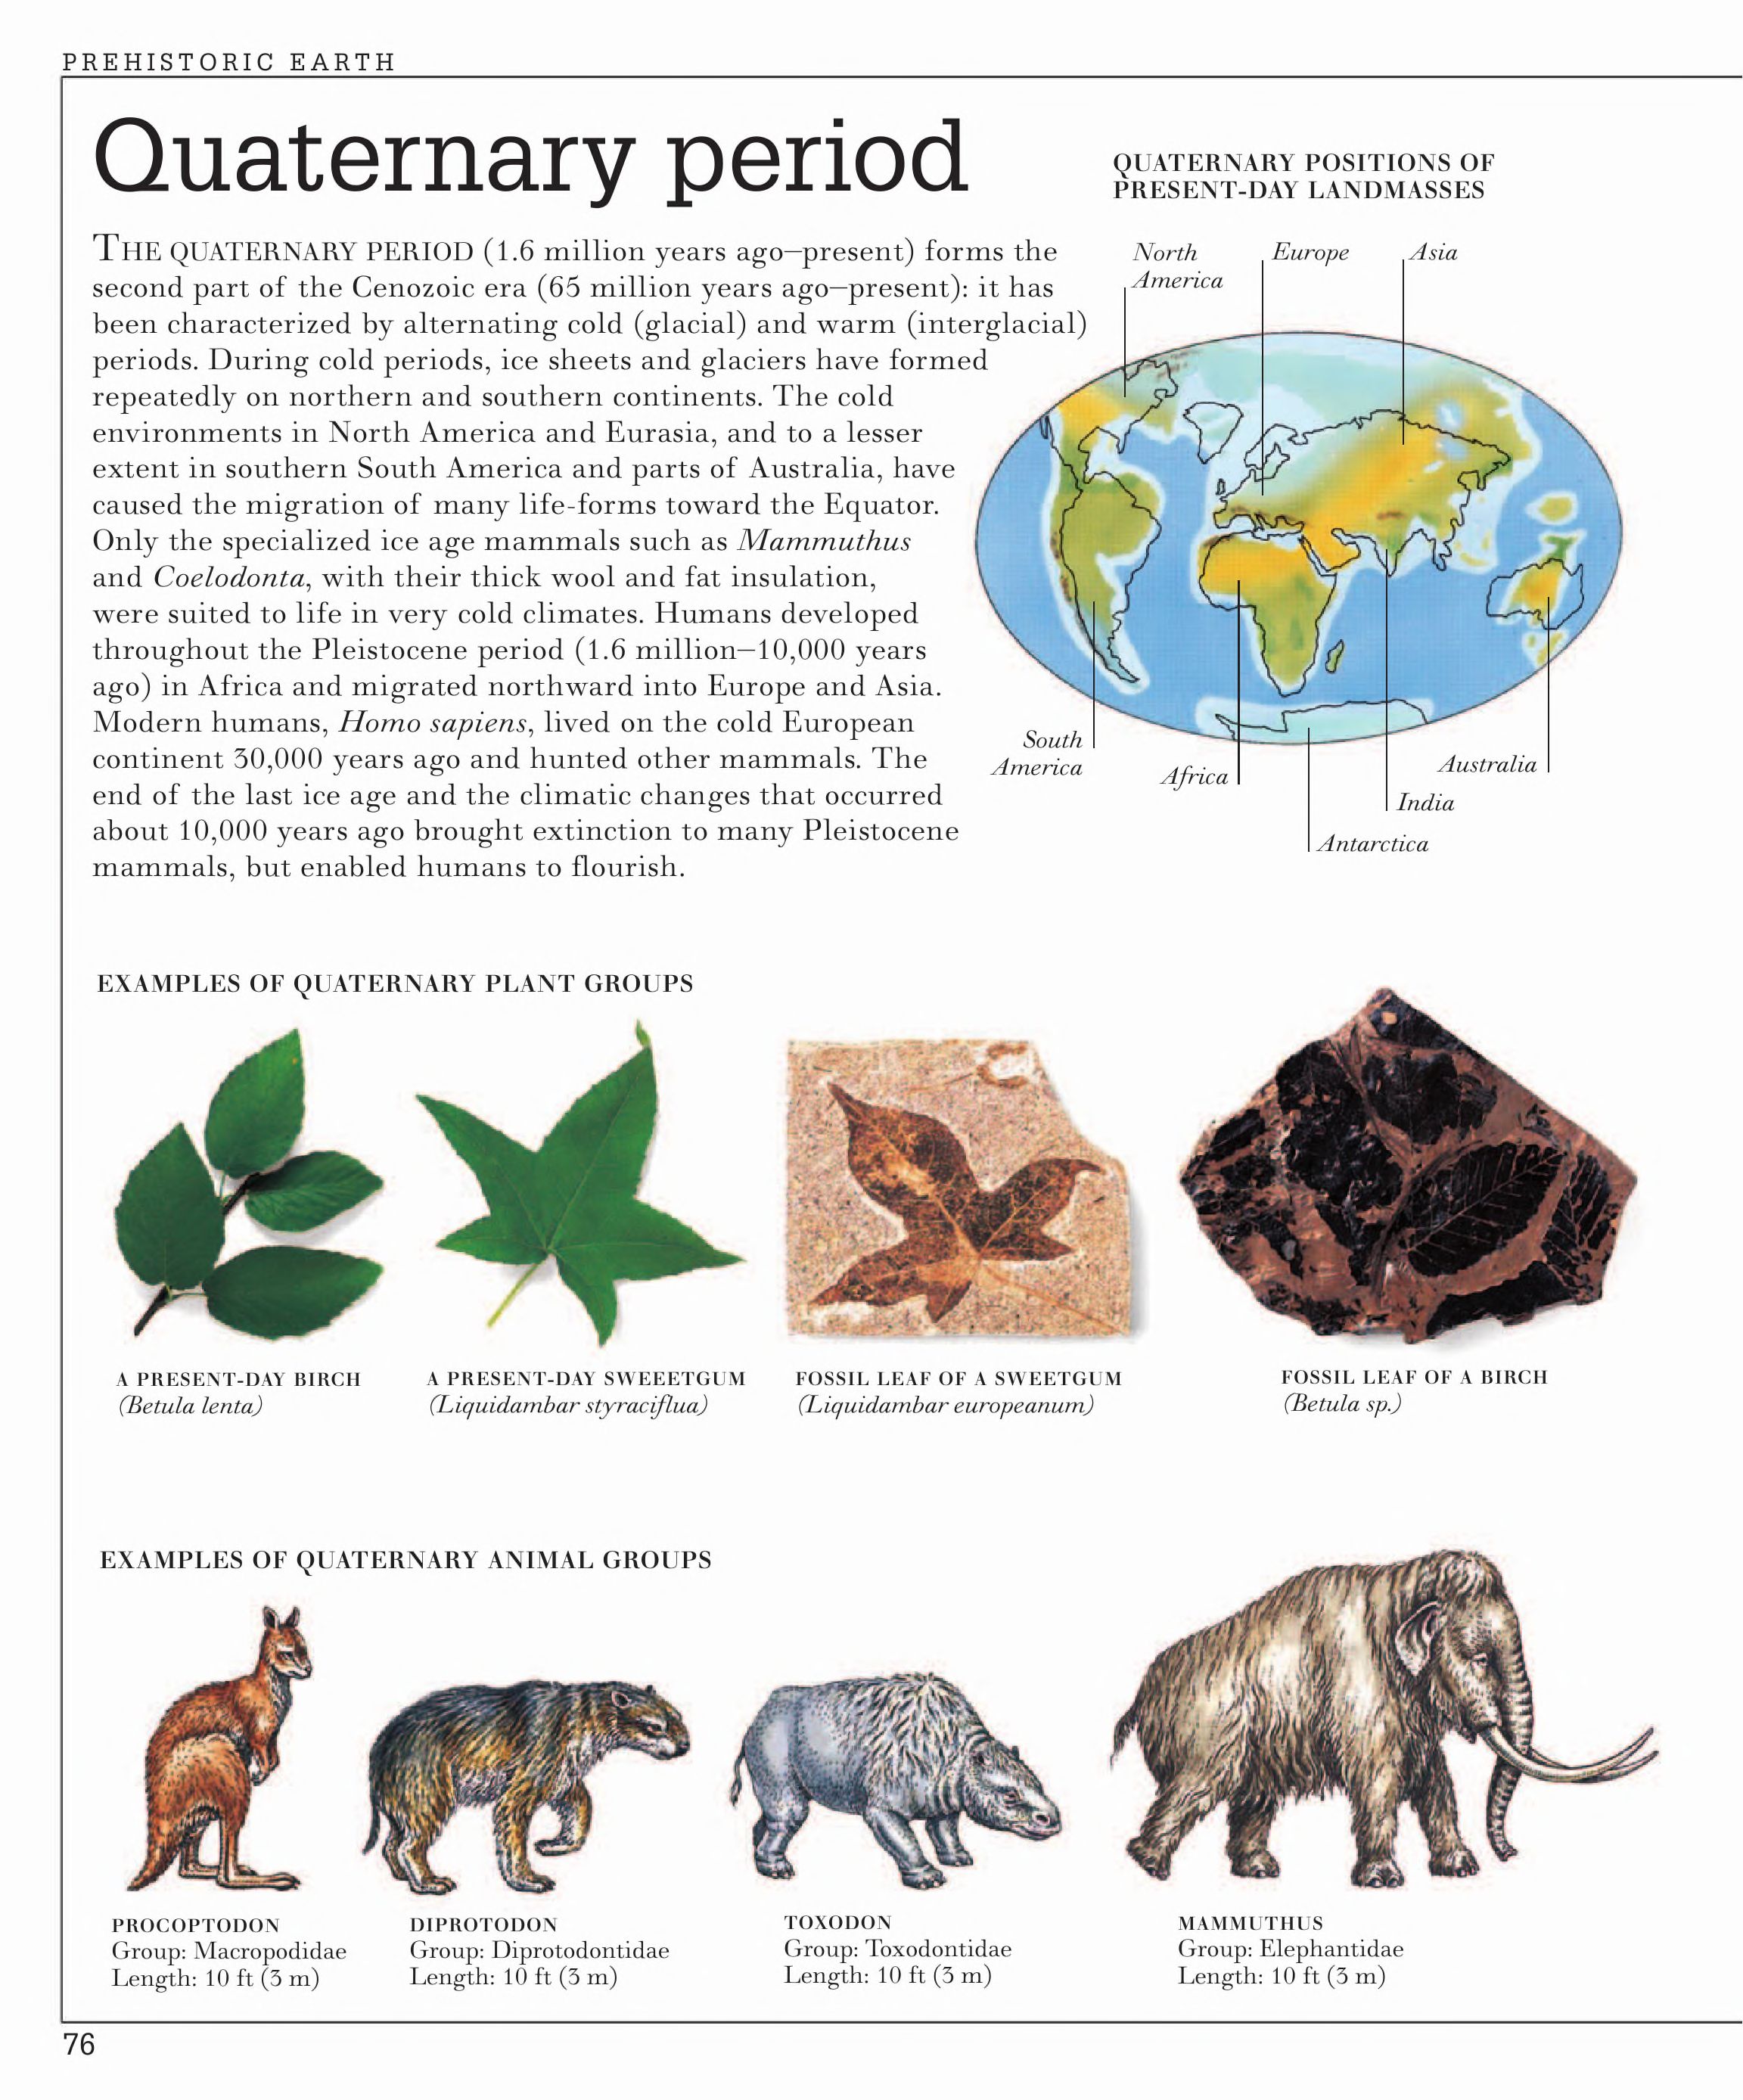 PREHISTORIC EARTH
Quaternary period
THE QUATERNARY PERIOD (1.6 million years ago–present) forms the
second part of the Cenozoic era (65 million years ago–present): it has
been characterized by alternating cold (glacial) and warm (interglacial)
periods. During cold periods, ice sheets and glaciers have formed
repeatedly on northern and southern continents. The cold
environments in North America and Eurasia, and to a lesser
extent in southern South America and parts of Australia, have
caused the migration of many life-forms toward the Equator.
Only the specialized ice age mammals such as Mammuthus
and Coelodonta, with their thick wool and fat insulation,
were suited to life in very cold climates. Humans developed
throughout the Pleistocene period (1.6 million–10,000 years
ago) in Africa and migrated northward into Europe and Asia.
Modern humans, Homo sapiens, lived on the cold European
continent 30,000 years ago and hunted other mammals. The
end of the last ice age and the climatic changes that occurred
about 10,000 years ago brought extinction to many Pleistocene
mammals, but enabled humans to flourish.
QUATERNARY POSITIONS OF
PRESENT-DAY LANDMASSES
North
America
Europe
Asia
South
America
Africa
Australia
India
Antarctica
EXAMPLES OF QUATERNARY PLANT GROUPS
A PRESENT-DAY BIRCH
(Betula lenta)
A PRESENT-DAY SWEEETGUM
(Liquidambar styraciflua)
FOSSIL LEAF OF A SWEETGUM
(Liquidambar europeanum)
FOSSIL LEAF OF A BIRCH
(Betula sp.)
EXAMPLES OF QUATERNARY ANIMAL GROUPS
PROCOPTODON
Group: Macropodidae
Length: 10 ft (3 m)
DIPROTODON
Group: Diprotodontidae
Length: 10 ft (3 m)
TOXODON
Group: Toxodontidae
Length: 10 ft (3 m)
MAMMUTHUS
Group: Elephantidae
Length: 10 ft (3 m)
76